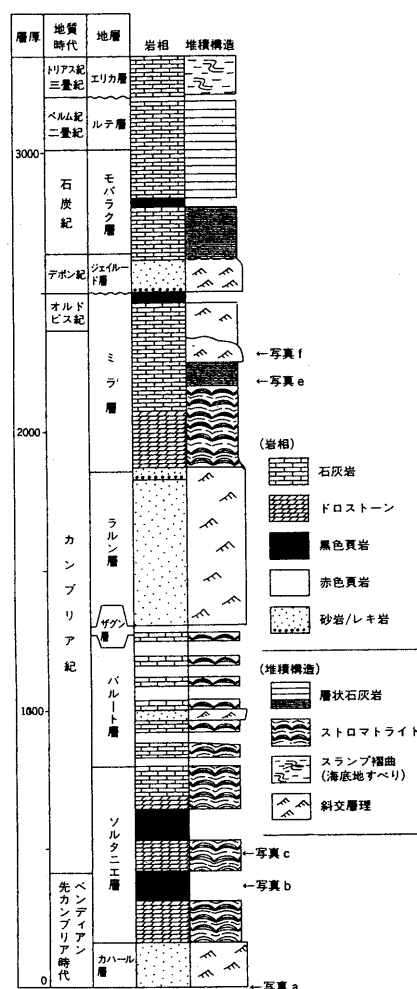 層厚
地質
時代
地層
岩相
堆積構造
トリアス紀
三畳紀
エリカ層
ペルム紀
二畳紀
ルテ層
3000
石炭紀
モバラク層
デボン紀
ジェイルー
ド層
オルド
ビス紀
ミラ層
←写真f
←写真e
2000
カンブリア紀
ラルン層
ザグン
層
バルート層
1000
ソルタニエ層
←写真c
←写真b
先カンブリア時代
ベンディアン
カハール
層
0
←写真a
(岩相)
石灰岩
ドロストーン
黒色頁岩
赤色頁岩
砂岩/レキ岩
(堆積構造)
層状石灰岩
ストロマトライト
スランプ褶曲
(海底地すべり)
斜交層理